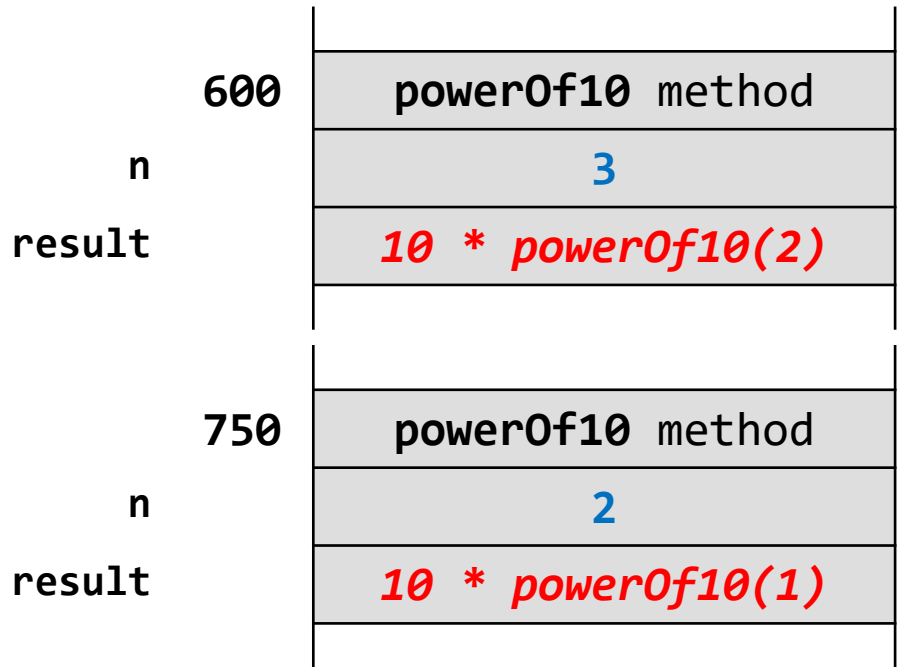 600 powerOf10 method
n 3
result 10 * powerOf10(2)
750 powerOf10 method
n 2
result 10 * powerOf10(1)